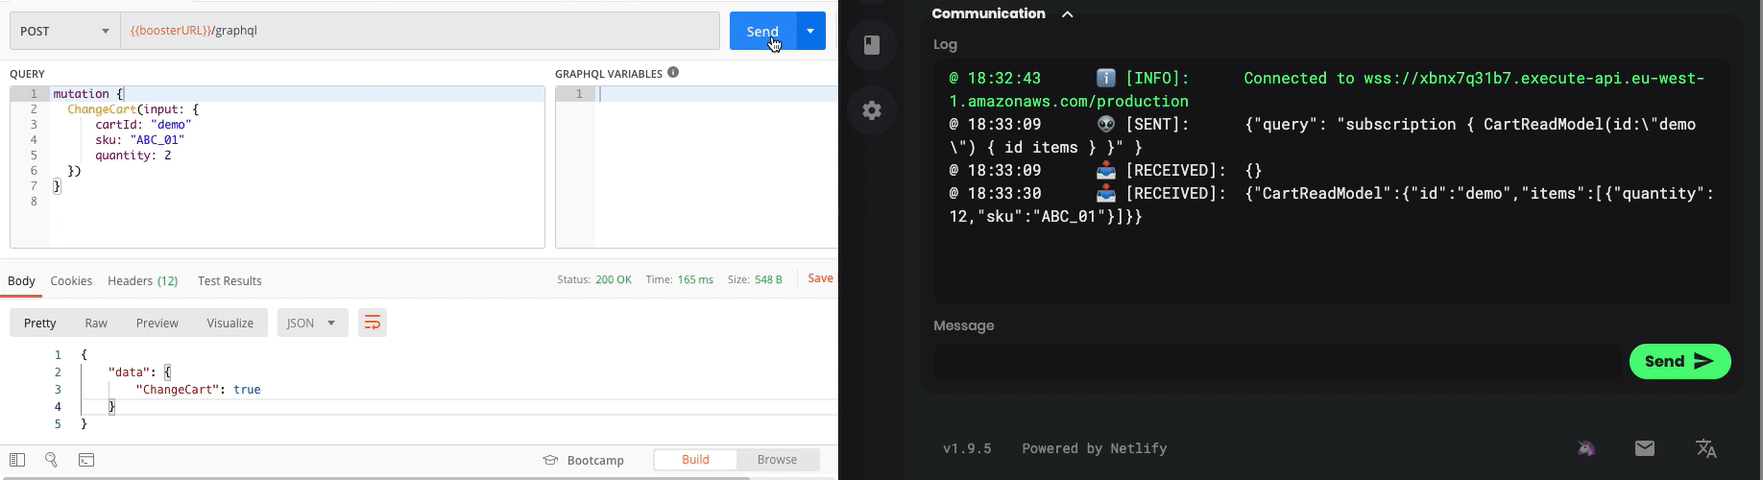 POST
{{boosterURL}}/graphql
Send
QUERY
1 mutation {
2 ChangeCart(input: {
3 cartId: "demo"
4 sku: "ABC_01"
5 quantity: 2
6 })
7 }
8
GRAPHQL VARIABLES
1
Body Cookies Headers (12) Test Results
Status: 200 OK Time: 165 ms Size: 548 B Save
Pretty Raw Preview Visualize JSON
1 {
2 "data": {
3 "ChangeCart": true
4 }
5 }
Bootcamp Build Browse
Communication
Log
@ 18:32:43 [INFO]: Connected to wss://xbnx7q31b7.execute-api.eu-west-
1.amazonaws.com/production
@ 18:33:09 [SENT]: {"query": "subscription { CartReadModel(id:\"demo
\") { id items } }" }
@ 18:33:09 [RECEIVED]: {}
@ 18:33:30 [RECEIVED]: {"CartReadModel":{"id":"demo","items":[{"quantity":
12,"sku":"ABC_01"}]}}
Message
Send
v1.9.5 Powered by Netlify